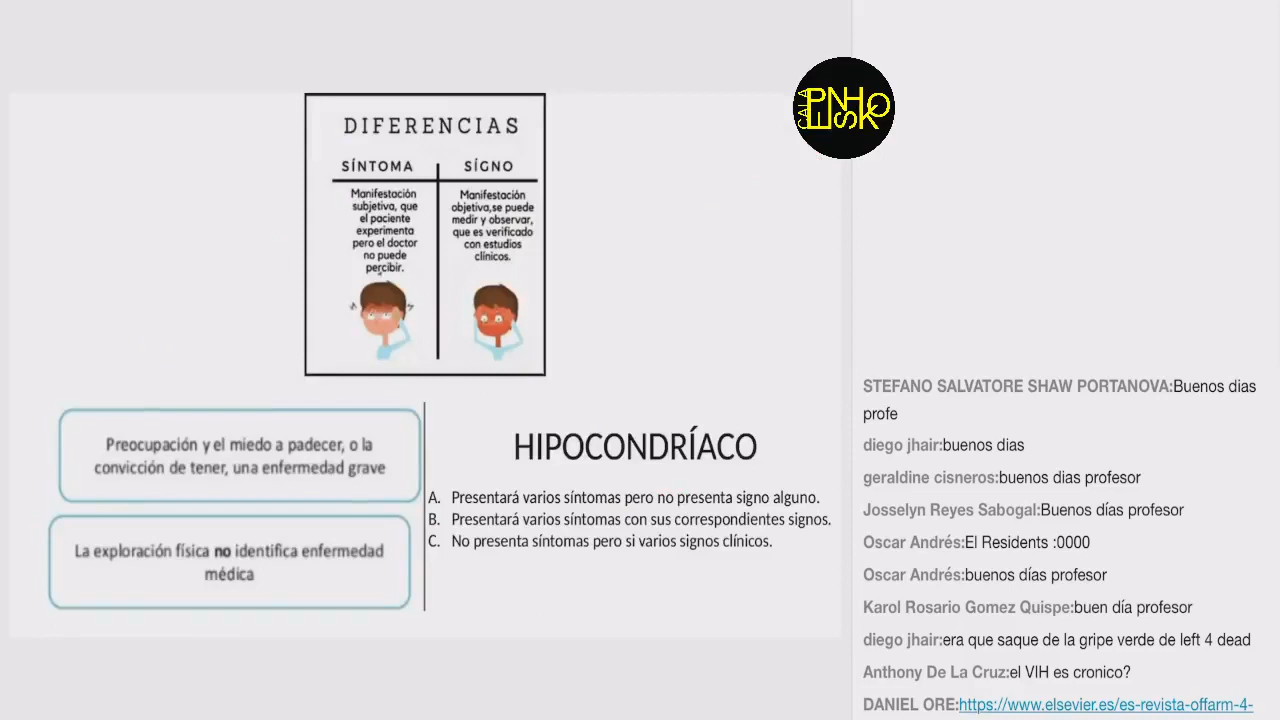 DIFERENCIAS
SÍNTOMA
SÍGNO
Manifestación
subjetiva, que
el paciente
experimenta
pero el doctor
no puede
percibir.
Manifestación
objetiva,se puede
medir y observar,
que es verificado
con estudios
clínicos.
Preocupación y el miedo a padecer, o la
convicción de tener, una enfermedad grave
La exploración física no identifica enfermedad
médica
HIPOCONDRÍACO
A. Presentará varios síntomas pero no presenta signo alguno.
B. Presentará varios síntomas con sus correspondientes signos.
C. No presenta síntomas pero si varios signos clínicos.
STEFANO SALVATORE SHAW PORTANOVA:Buenos dias
profe
diego jhair:buenos dias
geraldine cisneros:buenos dias profesor
Josselyn Reyes Sabogal:Buenos días profesor
Oscar Andrés:El Residents :0000
Oscar Andrés:buenos días profesor
Karol Rosario Gomez Quispe:buen día profesor
diego jhair:era que saque de la gripe verde de left 4 dead
Anthony De La Cruz:el VIH es cronico?
DANIEL ORE:https://www.elsevier.es/es-revista-offarm-4-